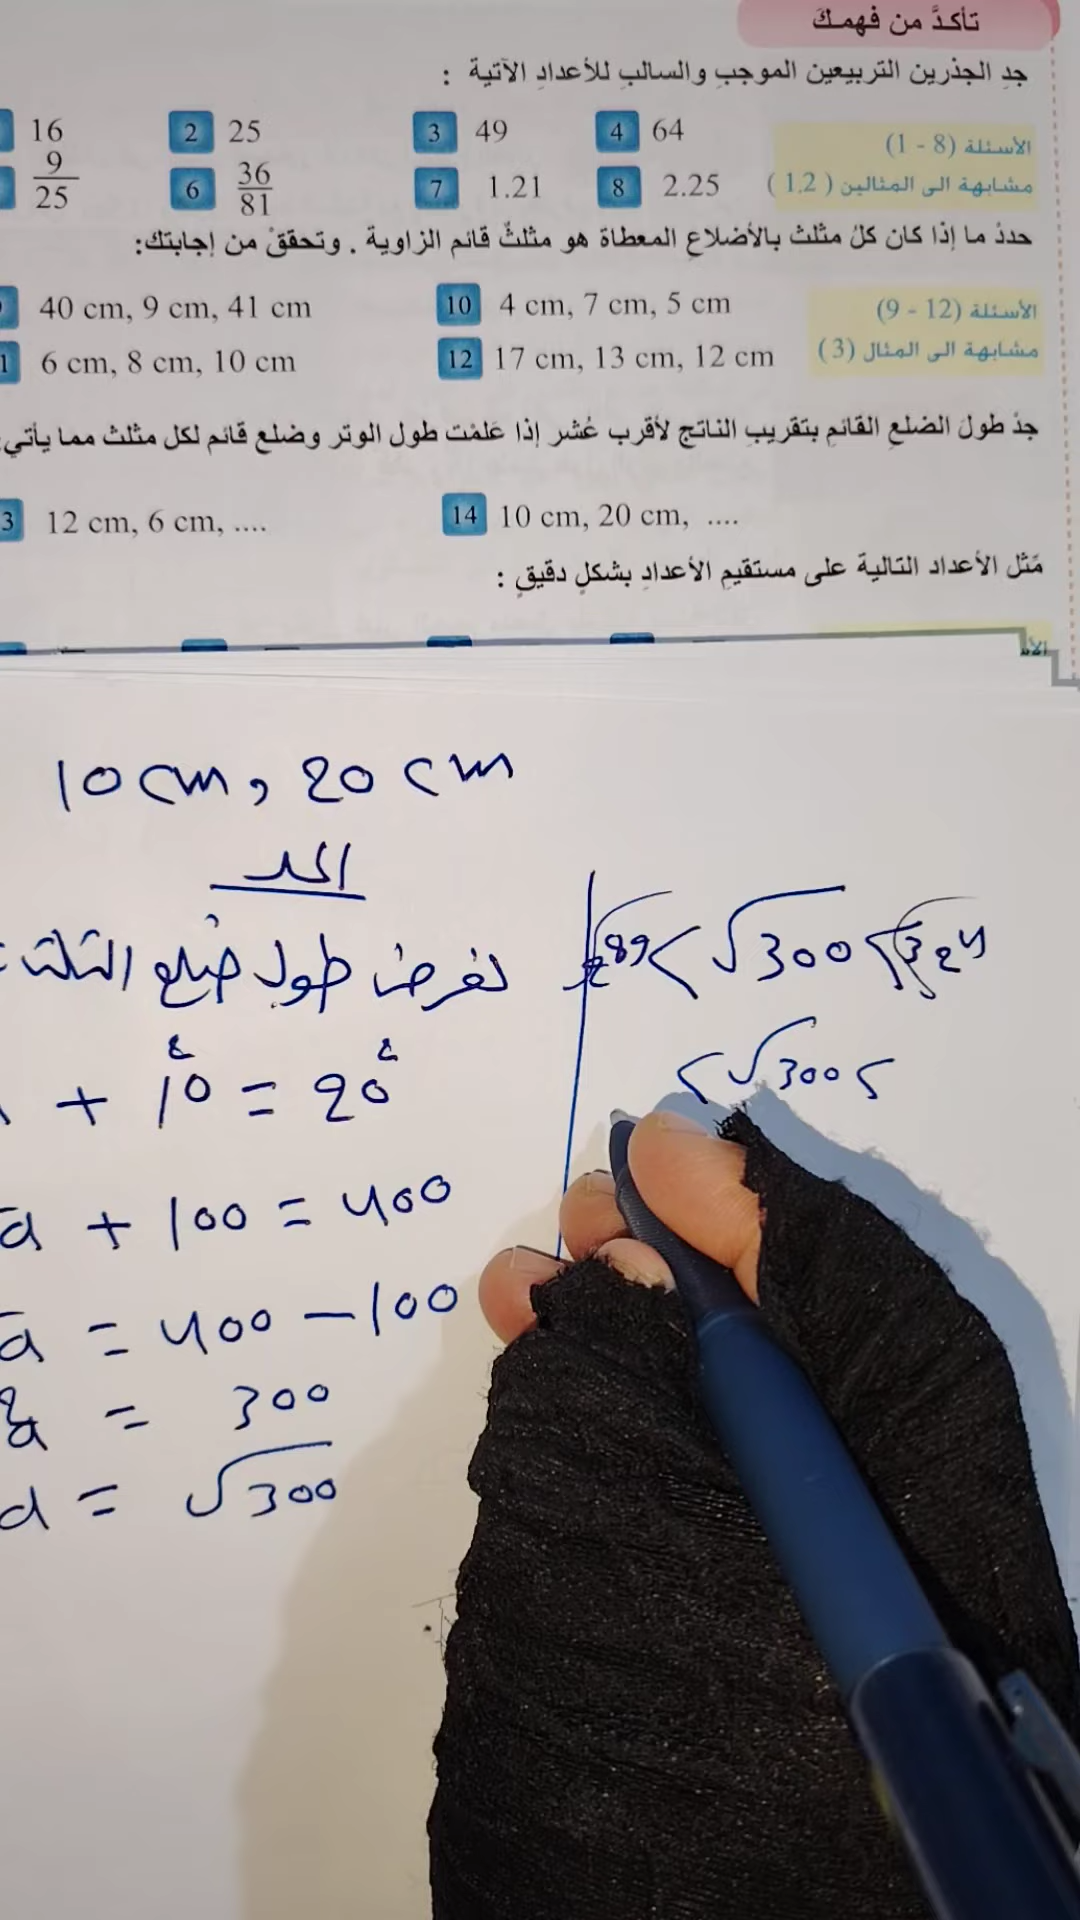 تأكدَّ من فهمكَ
جدِ الجذرين التربيعين الموجبِ والسالبِ للأعدادِ الآتيةِ :
16 2 25 3 49 4 64 الأسئلة (8 - 1)
9/25 6 36/81 7 1.21 8 2.25 مشابهة الى المثالين (1,2 )
حددْ ما إذا كان كلُ مثلث بالأضلاعِ المعطاة هو مثلثٌ قائم الزاوية . وتحققْ من إجابتك:
40 cm, 9 cm, 41 cm 10 4 cm, 7 cm, 5 cm الأسئلة (12 - 9)
1 6 cm, 8 cm, 10 cm 12 17 cm, 13 cm, 12 cm مشابهة الى المثال (3)
جدْ طولَ الضلعِ القائمِ بتقريبِ الناتج لأقرب عُشر إذا عَلمْت طول الوتر وضلع قائم لكل مثلث مما يأتي:
3 12 cm, 6 cm, .... 14 10 cm, 20 cm, ....
مّثل الأعداد التالية على مستقيمِ الأعدادِ بشكلٍ دقيقٍ :
10 cm , 20 cm
الحل
نفرض طول ضلع الثالث
+ 10² = 20²
a + 100 = 400
a = 400 - 100
a = 300
a = √300
√289 < √300 < √324
< √300 <